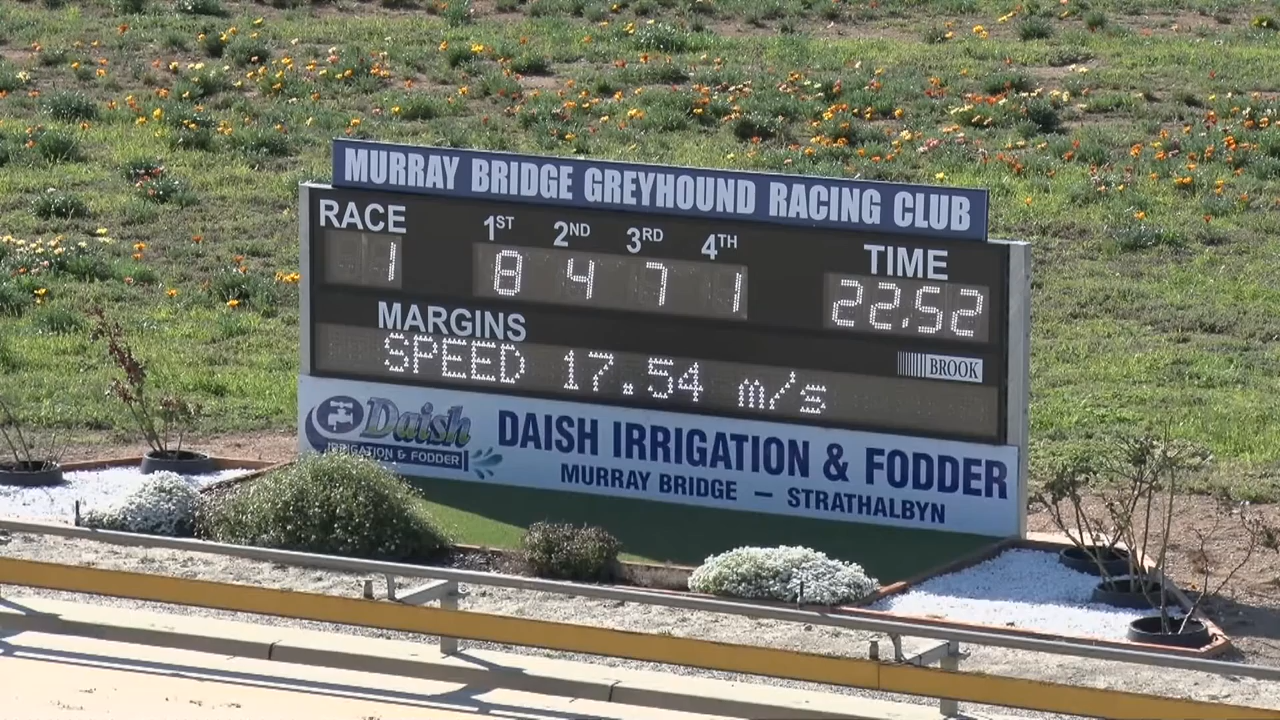 MURRAY BRIDGE GREYHOUND RACING CLUB
RACE 1ST 2ND 3RD 4TH TIME
1 8 4 7 1 22.52
MARGINS
SPEED 17.54 m/s
BROOK
Daish
IRRIGATION & FODDER
DAISH IRRIGATION & FODDER
MURRAY BRIDGE – STRATHALBYN